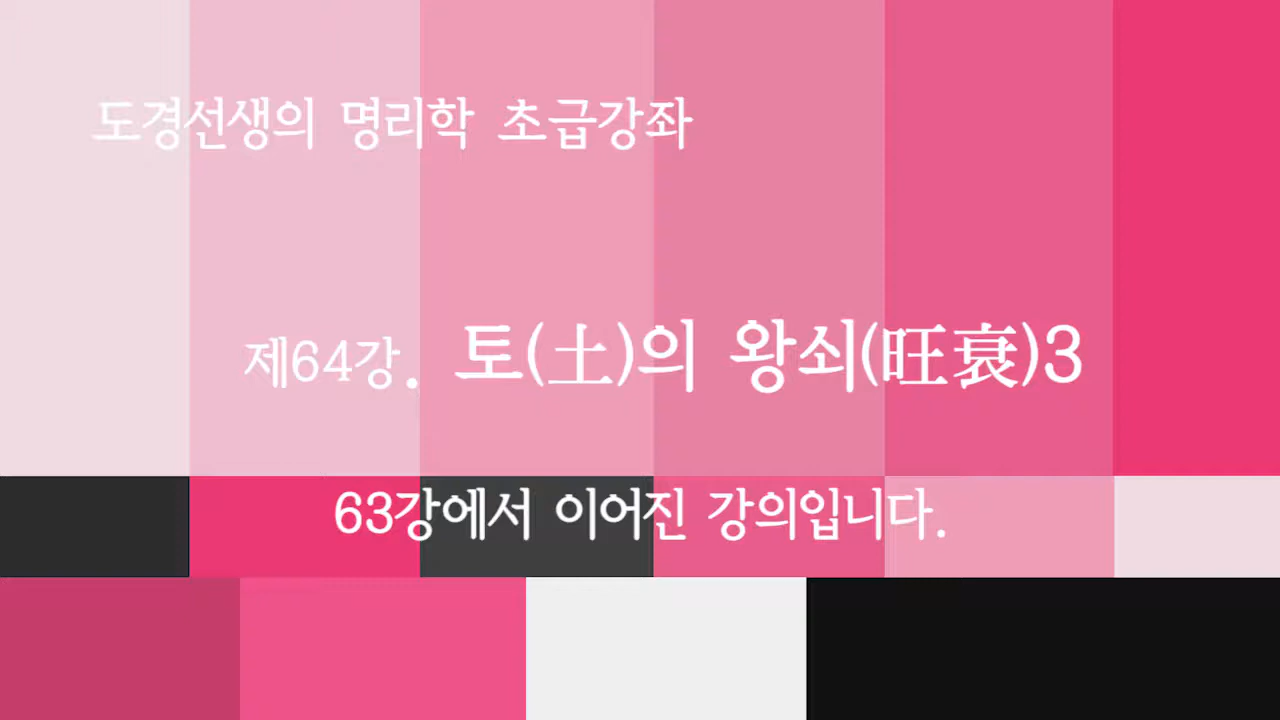 도경선생의 명리학 초급강좌
제64강. 토(土)의 왕쇠(旺衰)3
63강에서 이어진 강의입니다.